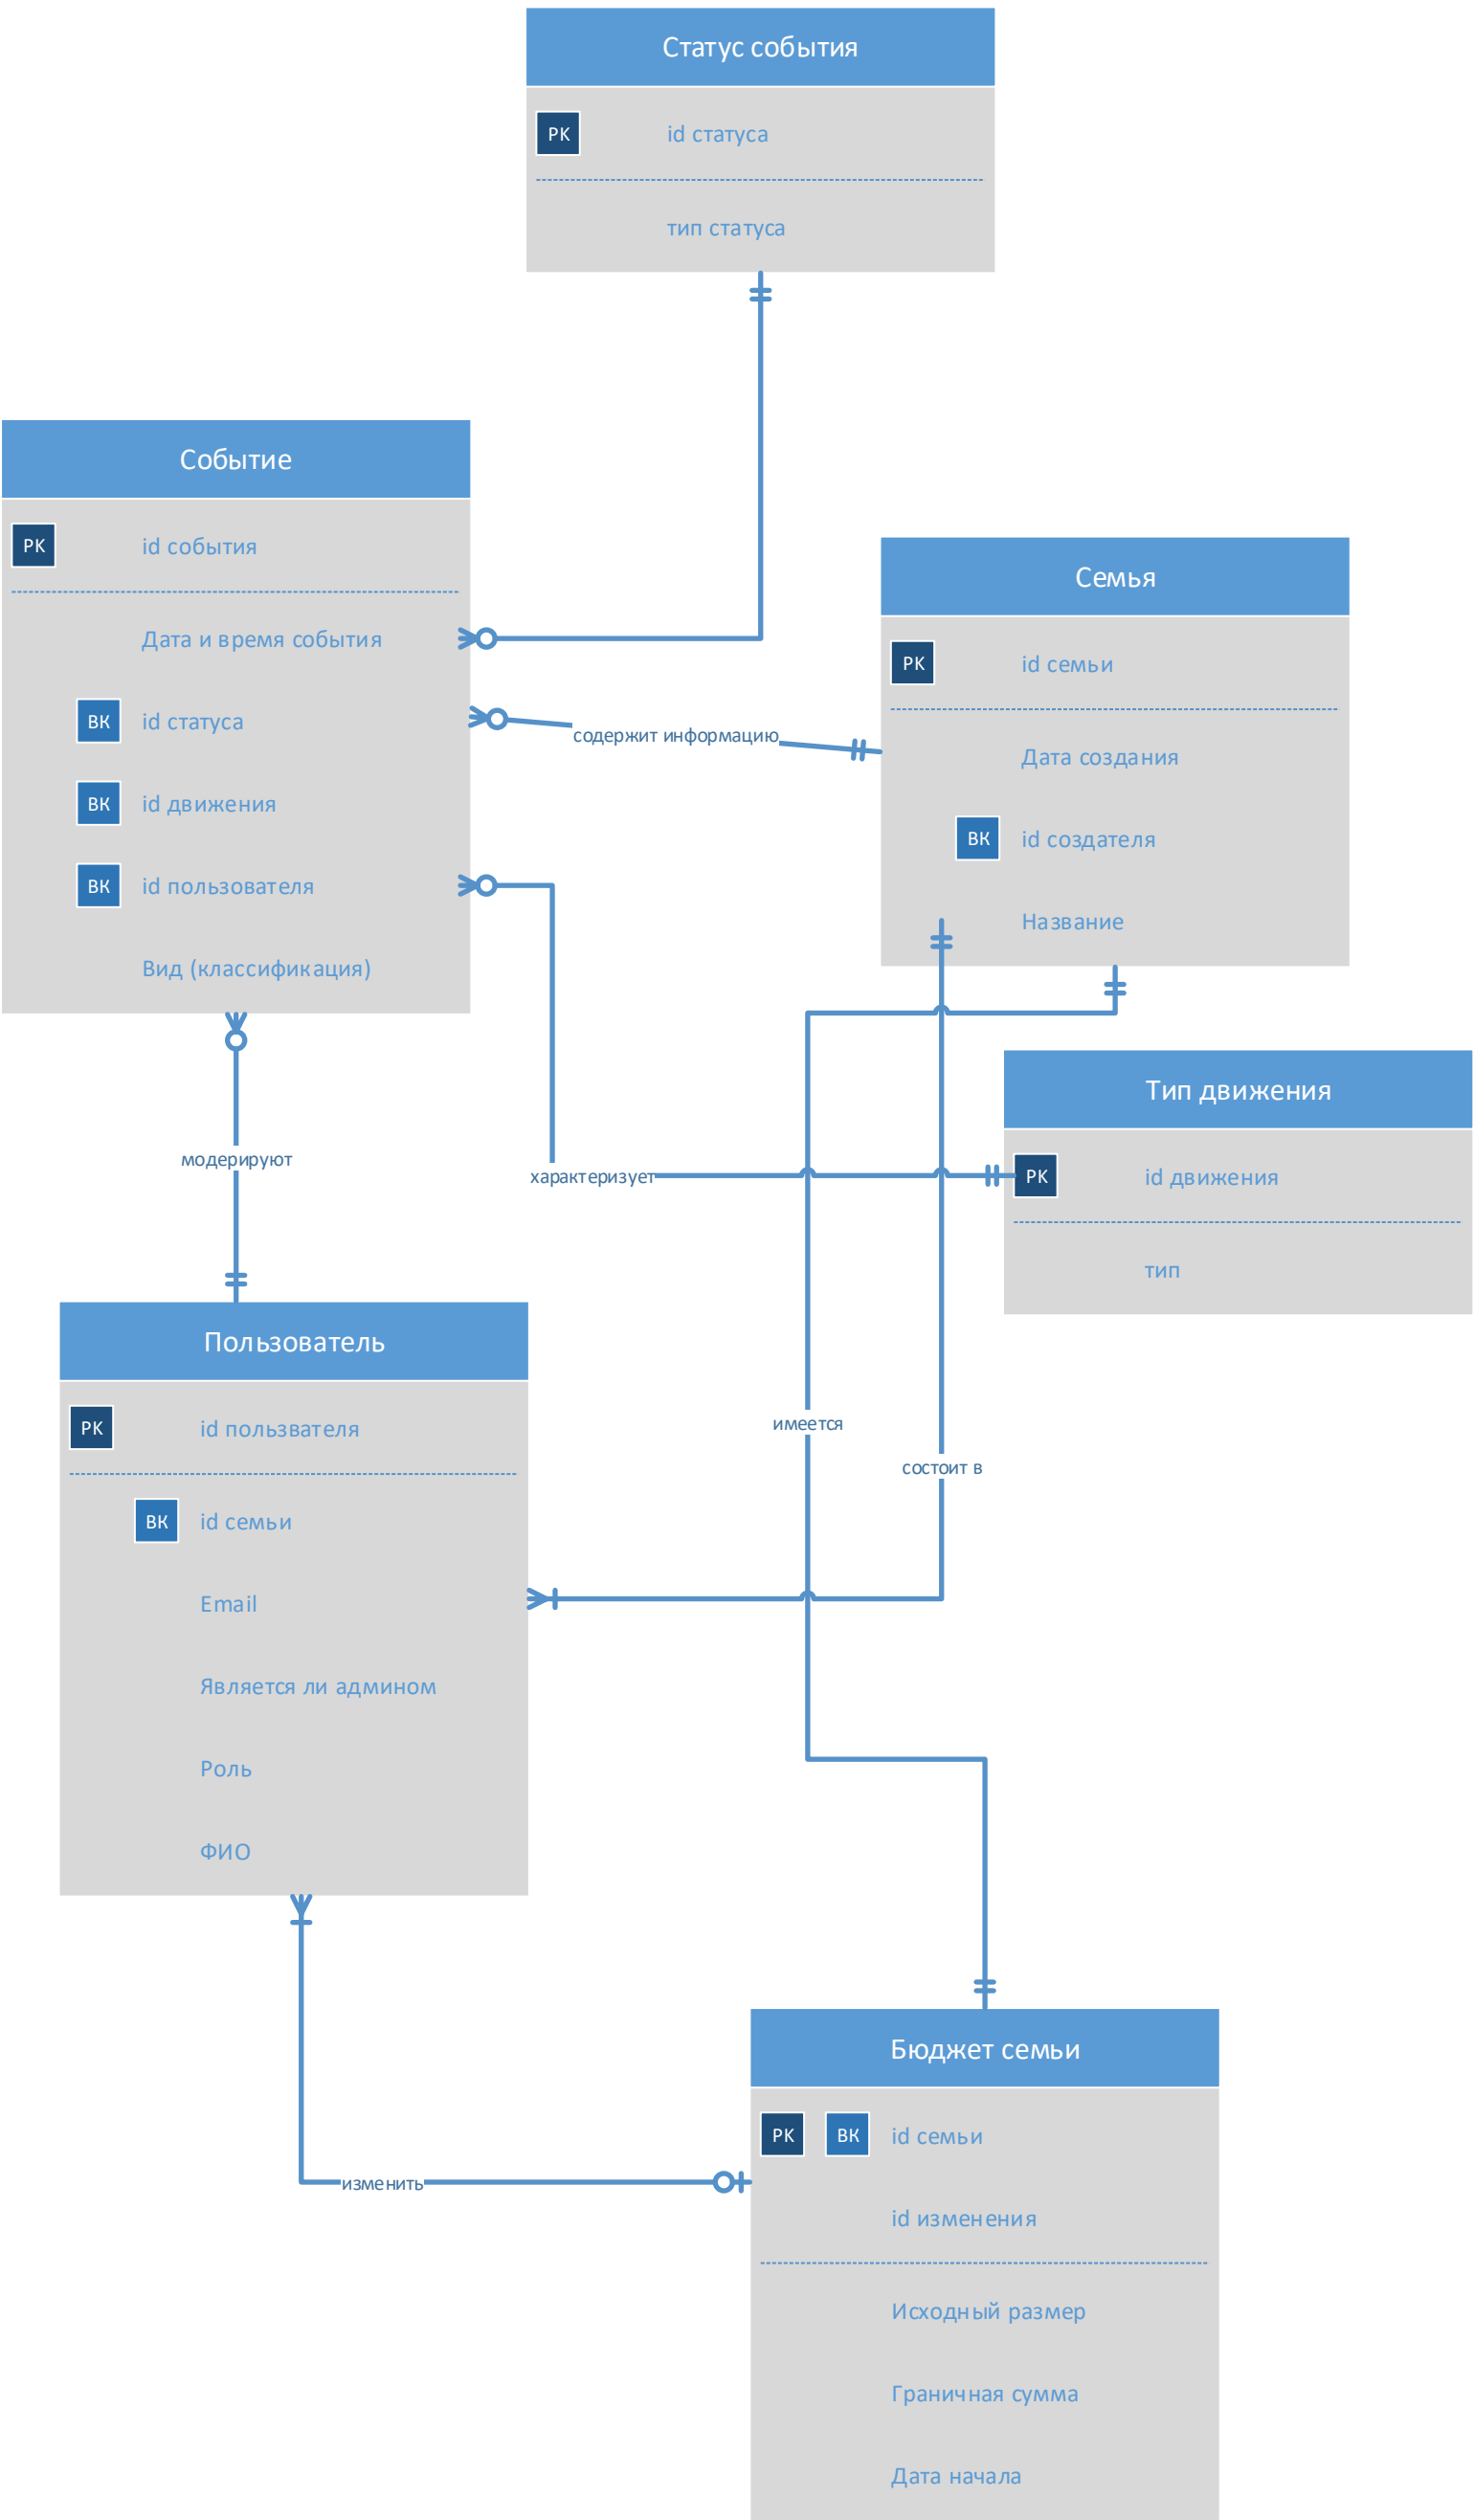 Статус события
PK id статуса
тип статуса
Событие
PK id события
Дата и время события
ВК id статуса
ВК id движения
ВК id пользователя
Вид (классификация)
содержит информацию
Семья
PK id семьи
Дата создания
ВК id создателя
Название
Тип движения
PK id движения
тип
модерируют
характеризует
Пользователь
PK id пользвателя
ВК id семьи
Email
Является ли админом
Роль
ФИО
имеется
состоит в
изменить
Бюджет семьи
PK ВК id семьи
id изменения
Исходный размер
Граничная сумма
Дата начала